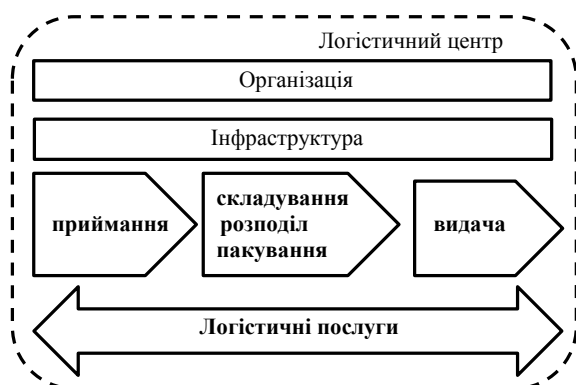 Логістичний центр
Організація
Інфраструктура
приймання
складування
розподіл
пакування
видача
Логістичні послуги